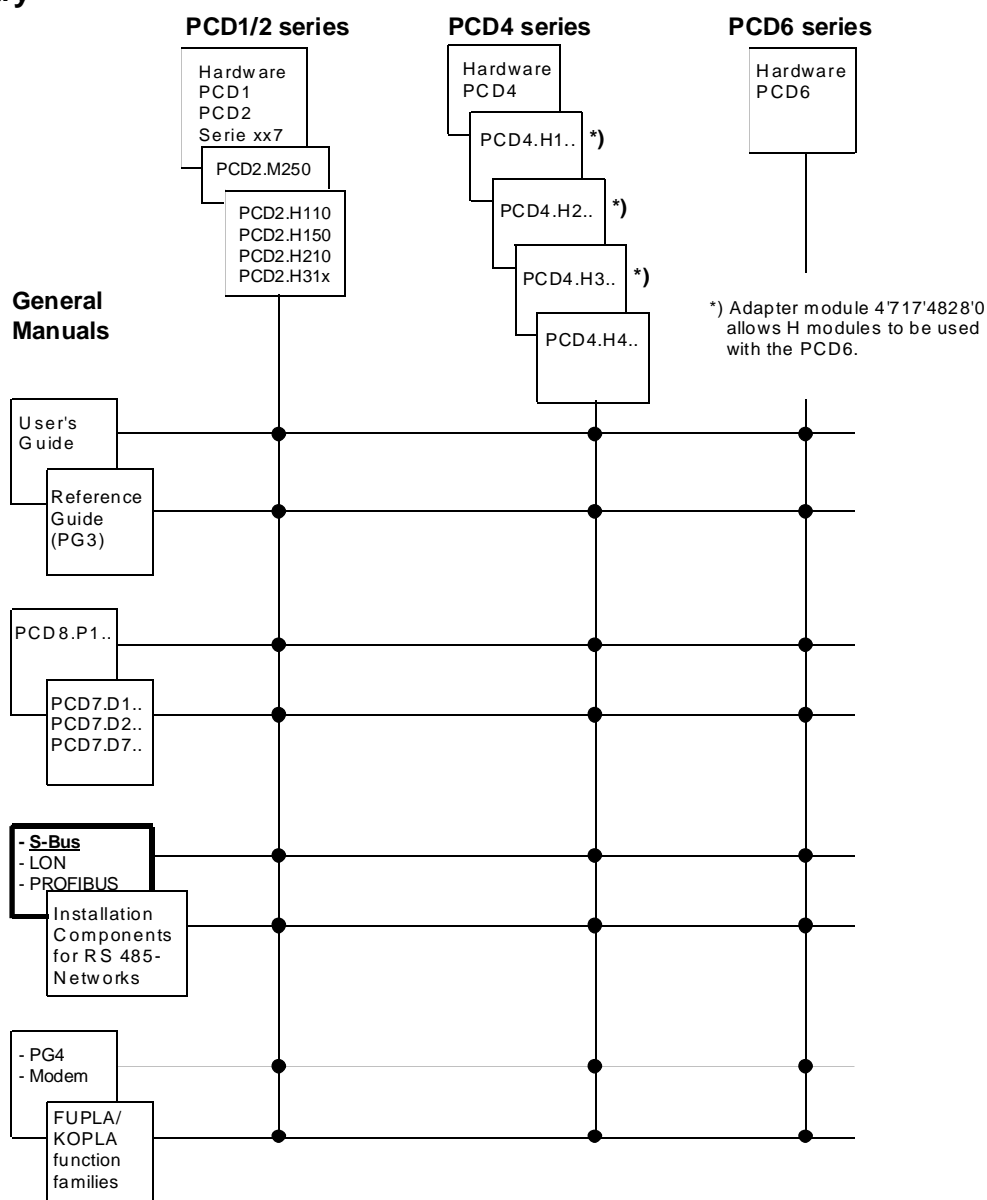 PCD1/2 series
PCD4 series
PCD6 series
Hardware
PCD1
PCD2
Serie xx7
PCD2.M250
PCD2.H110
PCD2.H150
PCD2.H210
PCD2.H31x
Hardware
PCD4
PCD4.H1.. *)
PCD4.H2.. *)
PCD4.H3.. *)
PCD4.H4..
Hardware
PCD6
*) Adapter module 4'717'4828'0
allows H modules to be used
with the PCD6.
General
Manuals
User's
Guide
Reference
Guide
(PG3)
PCD8.P1..
PCD7.D1..
PCD7.D2..
PCD7.D7..
- S-Bus
- LON
- PROFIBUS
Installation
Components
for RS 485-
Networks
- PG4
- Modem
FUPLA/
KOPLA
function
families